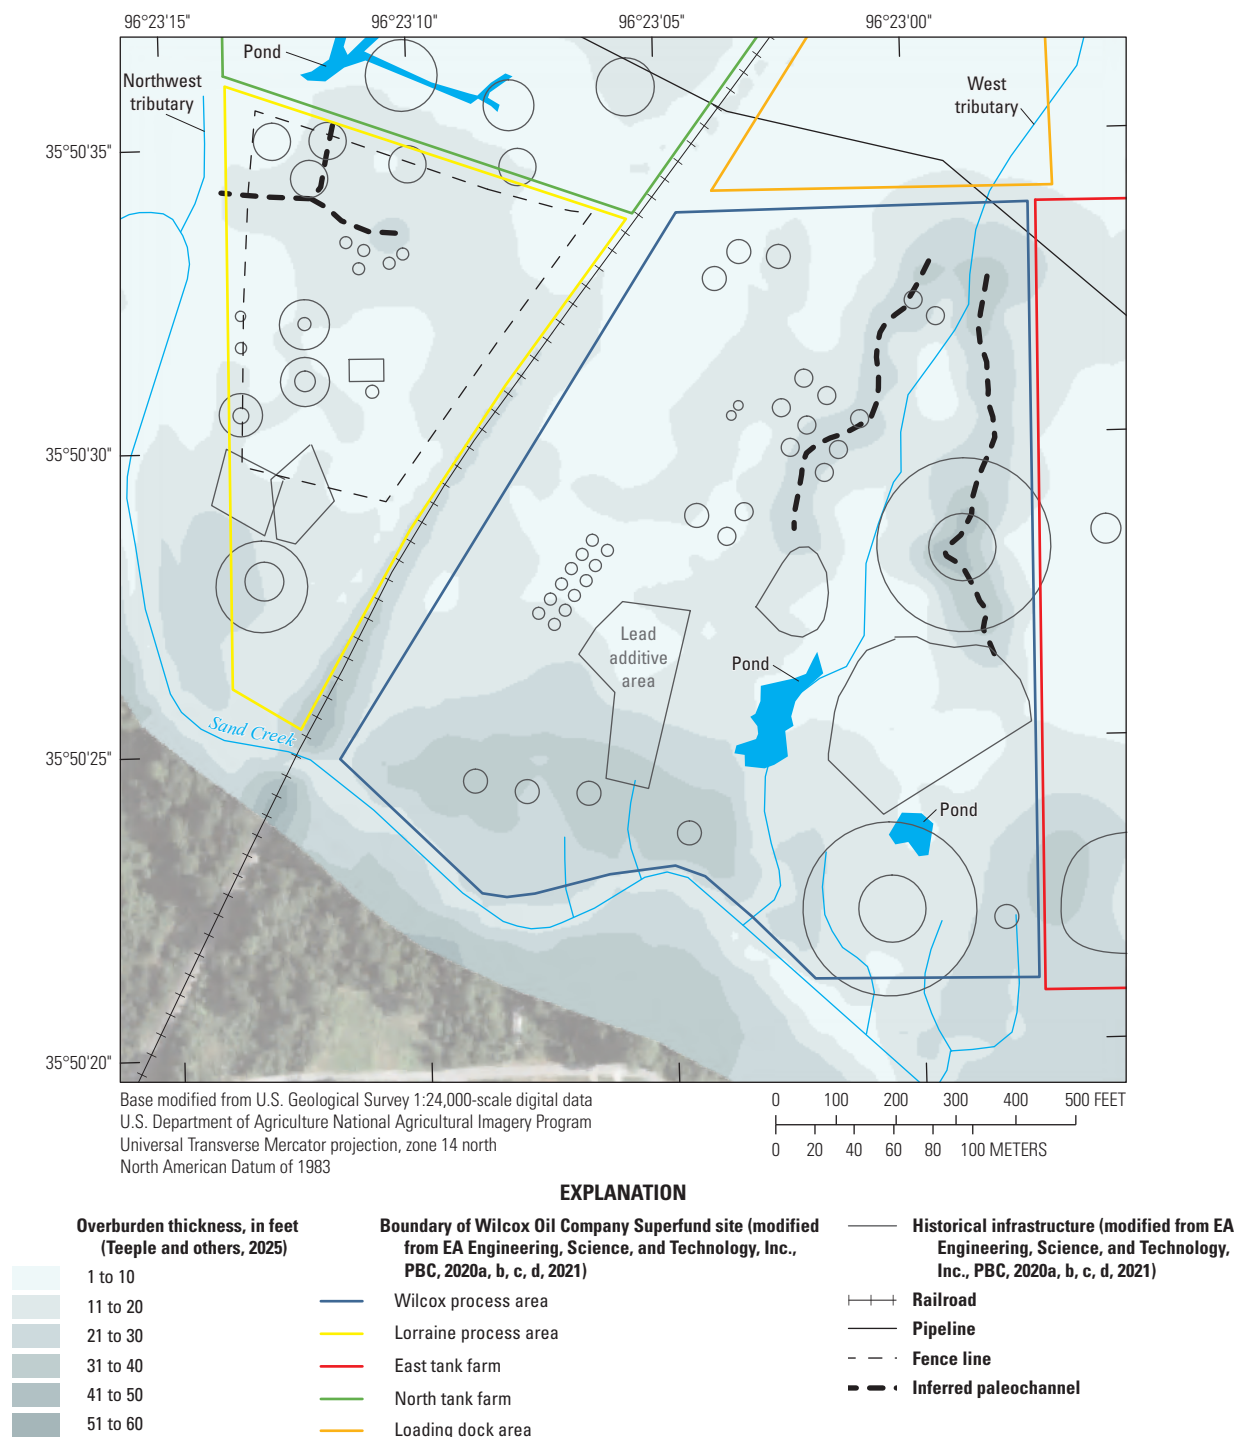 96°23'15" 96°23'10" 96°23'05" 96°23'00"
Pond
Northwest
tributary
West
tributary
35°50'35"
35°50'30"
Lead
additive
area
Pond
Sand Creek
35°50'25"
Pond
35°50'20"
Base modified from U.S. Geological Survey 1:24,000-scale digital data
U.S. Department of Agriculture National Agricultural Imagery Program
Universal Transverse Mercator projection, zone 14 north
North American Datum of 1983
0 100 200 300 400 500 FEET
0 20 40 60 80 100 METERS
EXPLANATION
Overburden thickness, in feet
(Teeple and others, 2025)
1 to 10
11 to 20
21 to 30
31 to 40
41 to 50
51 to 60
Boundary of Wilcox Oil Company Superfund site (modified
from EA Engineering, Science, and Technology, Inc.,
PBC, 2020a, b, c, d, 2021)
Wilcox process area
Lorraine process area
East tank farm
North tank farm
Loading dock area
Historical infrastructure (modified from EA
Engineering, Science, and Technology,
Inc., PBC, 2020a, b, c, d, 2021)
Railroad
Pipeline
Fence line
Inferred paleochannel